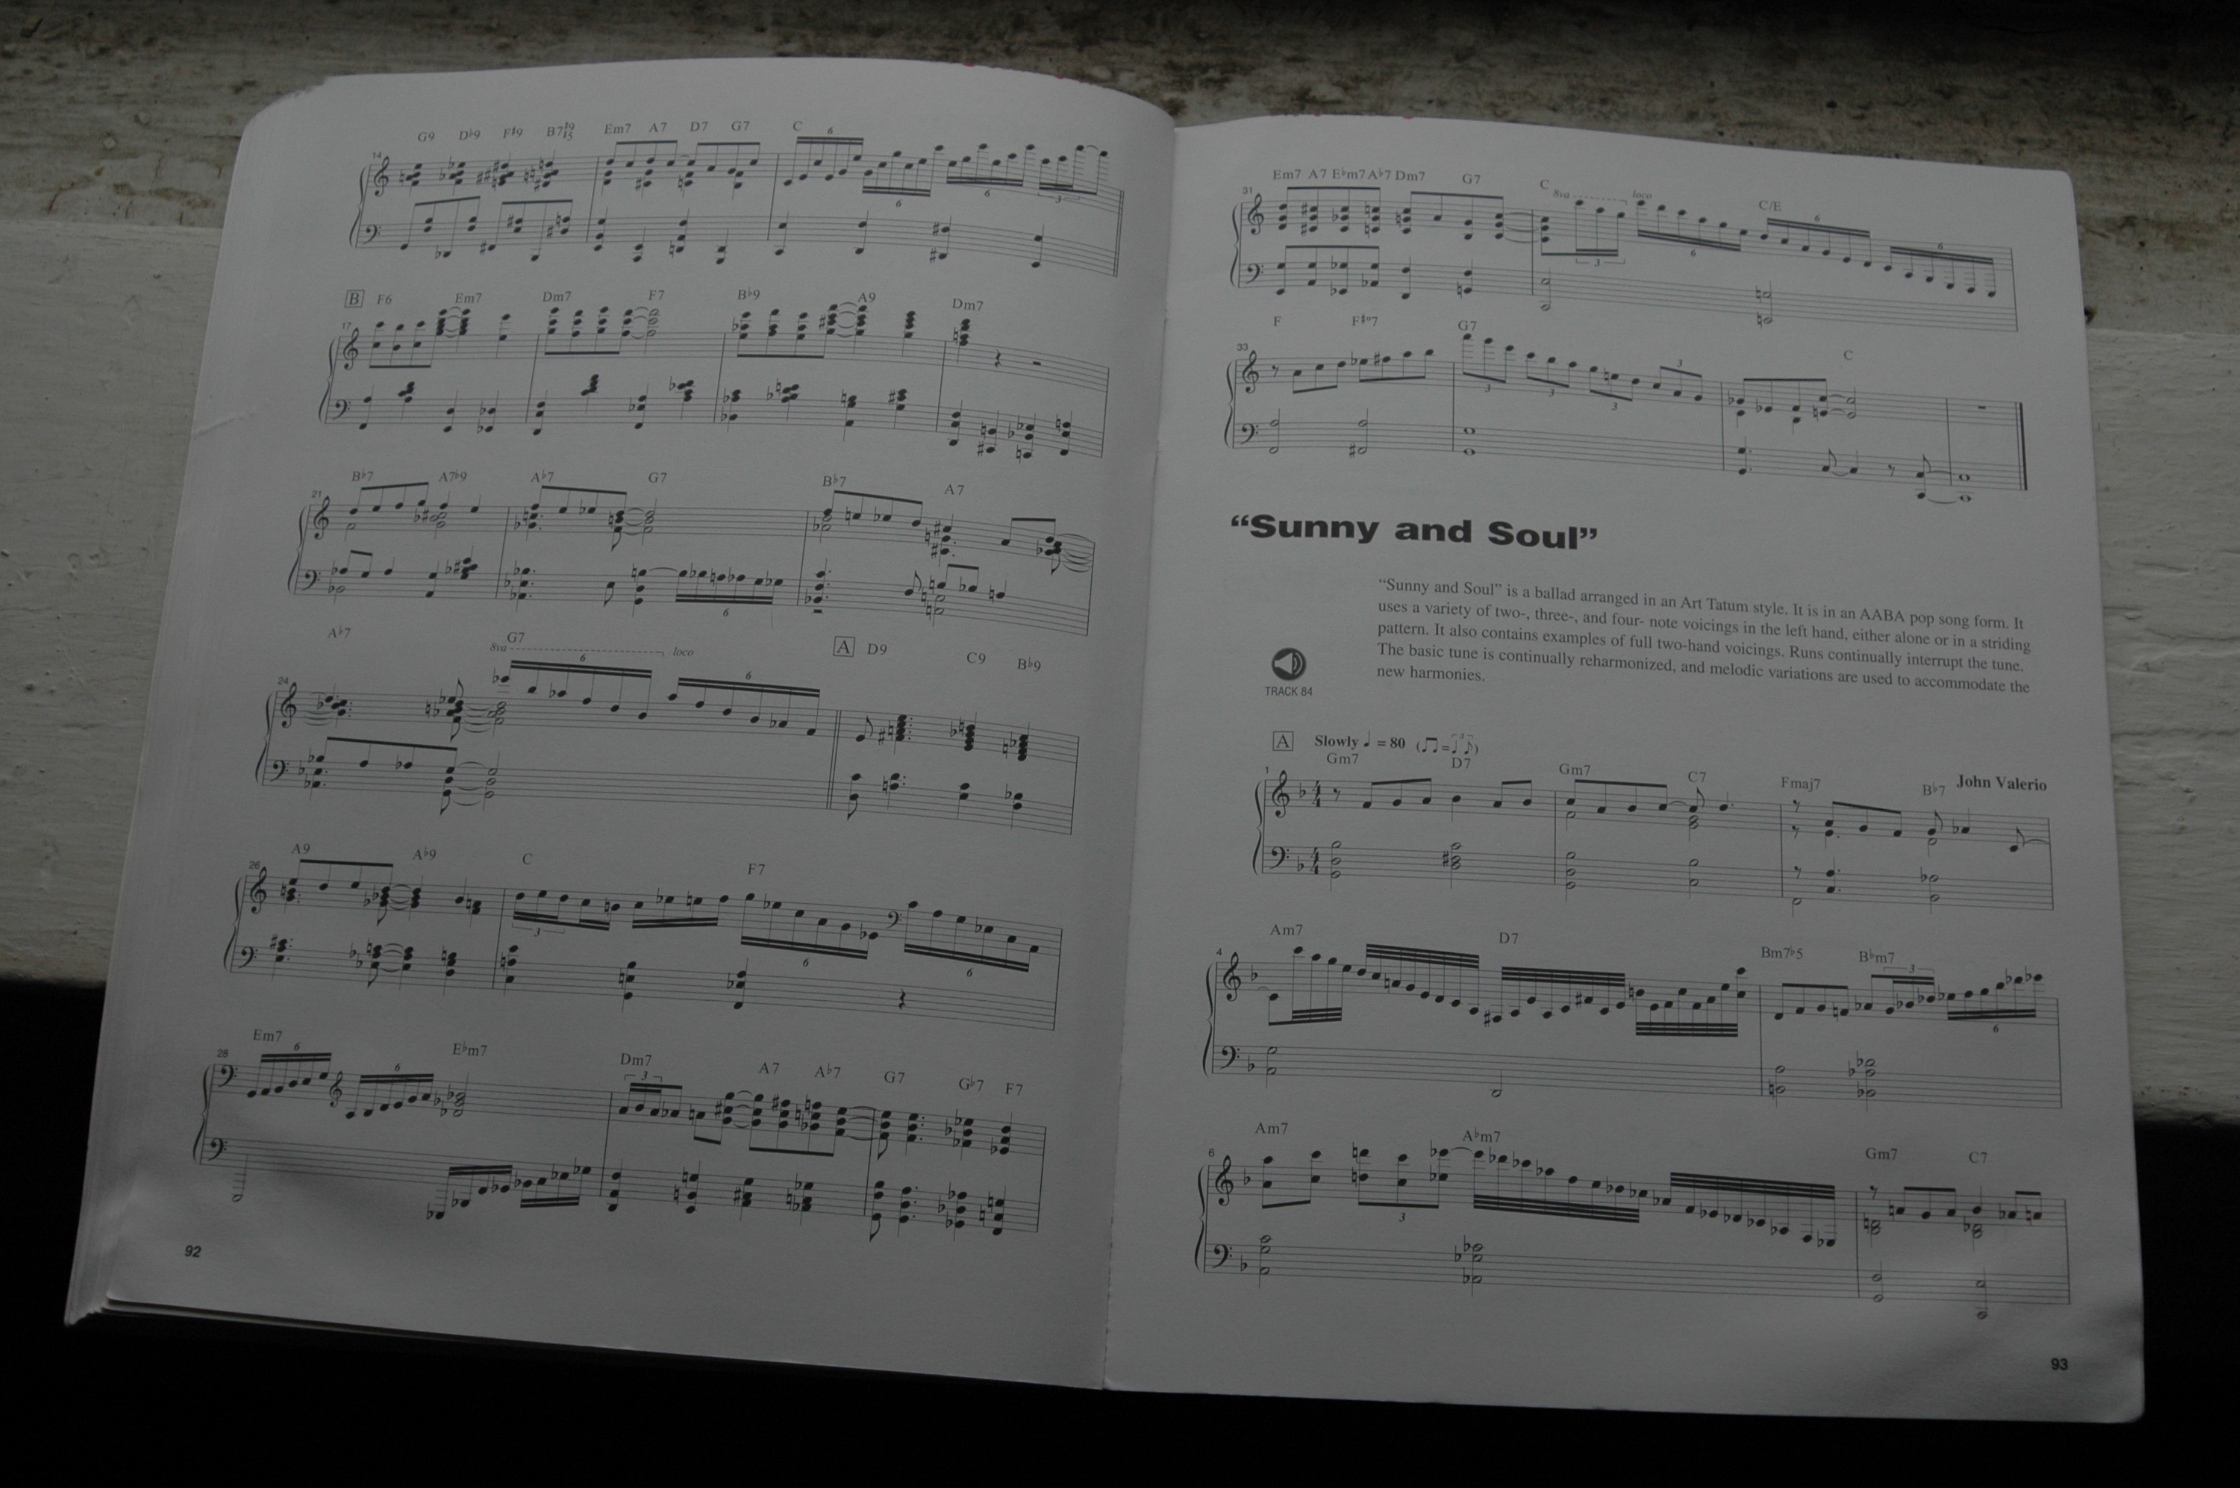 G9 D♭9 F♯9 B7♯9♯5 Em7 A7 D7 G7 C 6
14
6 6 3
B F6 Em7 Dm7 F7 B♭9 A9 Dm7
17
B♭7 A7♭9 A♭7 G7 B♭7 A7
21
6
A♭7 G7 A D9 C9 B♭9
8va 6 loco 6
24
A9 A♭9 C F7
26
3 6 6
Em7 6 6 E♭m7 Dm7 3 A7 A♭7 G7 G♭7 F7
28
92
Em7 A7 E♭m7 A♭7 Dm7 G7 C 8va loco C/E 6
31
3 6 6
F F♯°7 G7 C
33
3 3 3 3
“Sunny and Soul”
“Sunny and Soul” is a ballad arranged in an Art Tatum style. It is in an AABA pop song form. It
uses a variety of two-, three-, and four- note voicings in the left hand, either alone or in a striding
pattern. It also contains examples of full two-hand voicings. Runs continually interrupt the tune.
The basic tune is continually reharmonized, and melodic variations are used to accommodate the
new harmonies.
TRACK 84
A Slowly ♩ = 80 (♫ = ♩ ♪) 3
John Valerio
Gm7 D7 Gm7 C7 Fmaj7 B♭7
1
Am7 D7 Bm7♭5 B♭m7 3
4
6
Am7 A♭m7 Gm7 C7
6
3
93